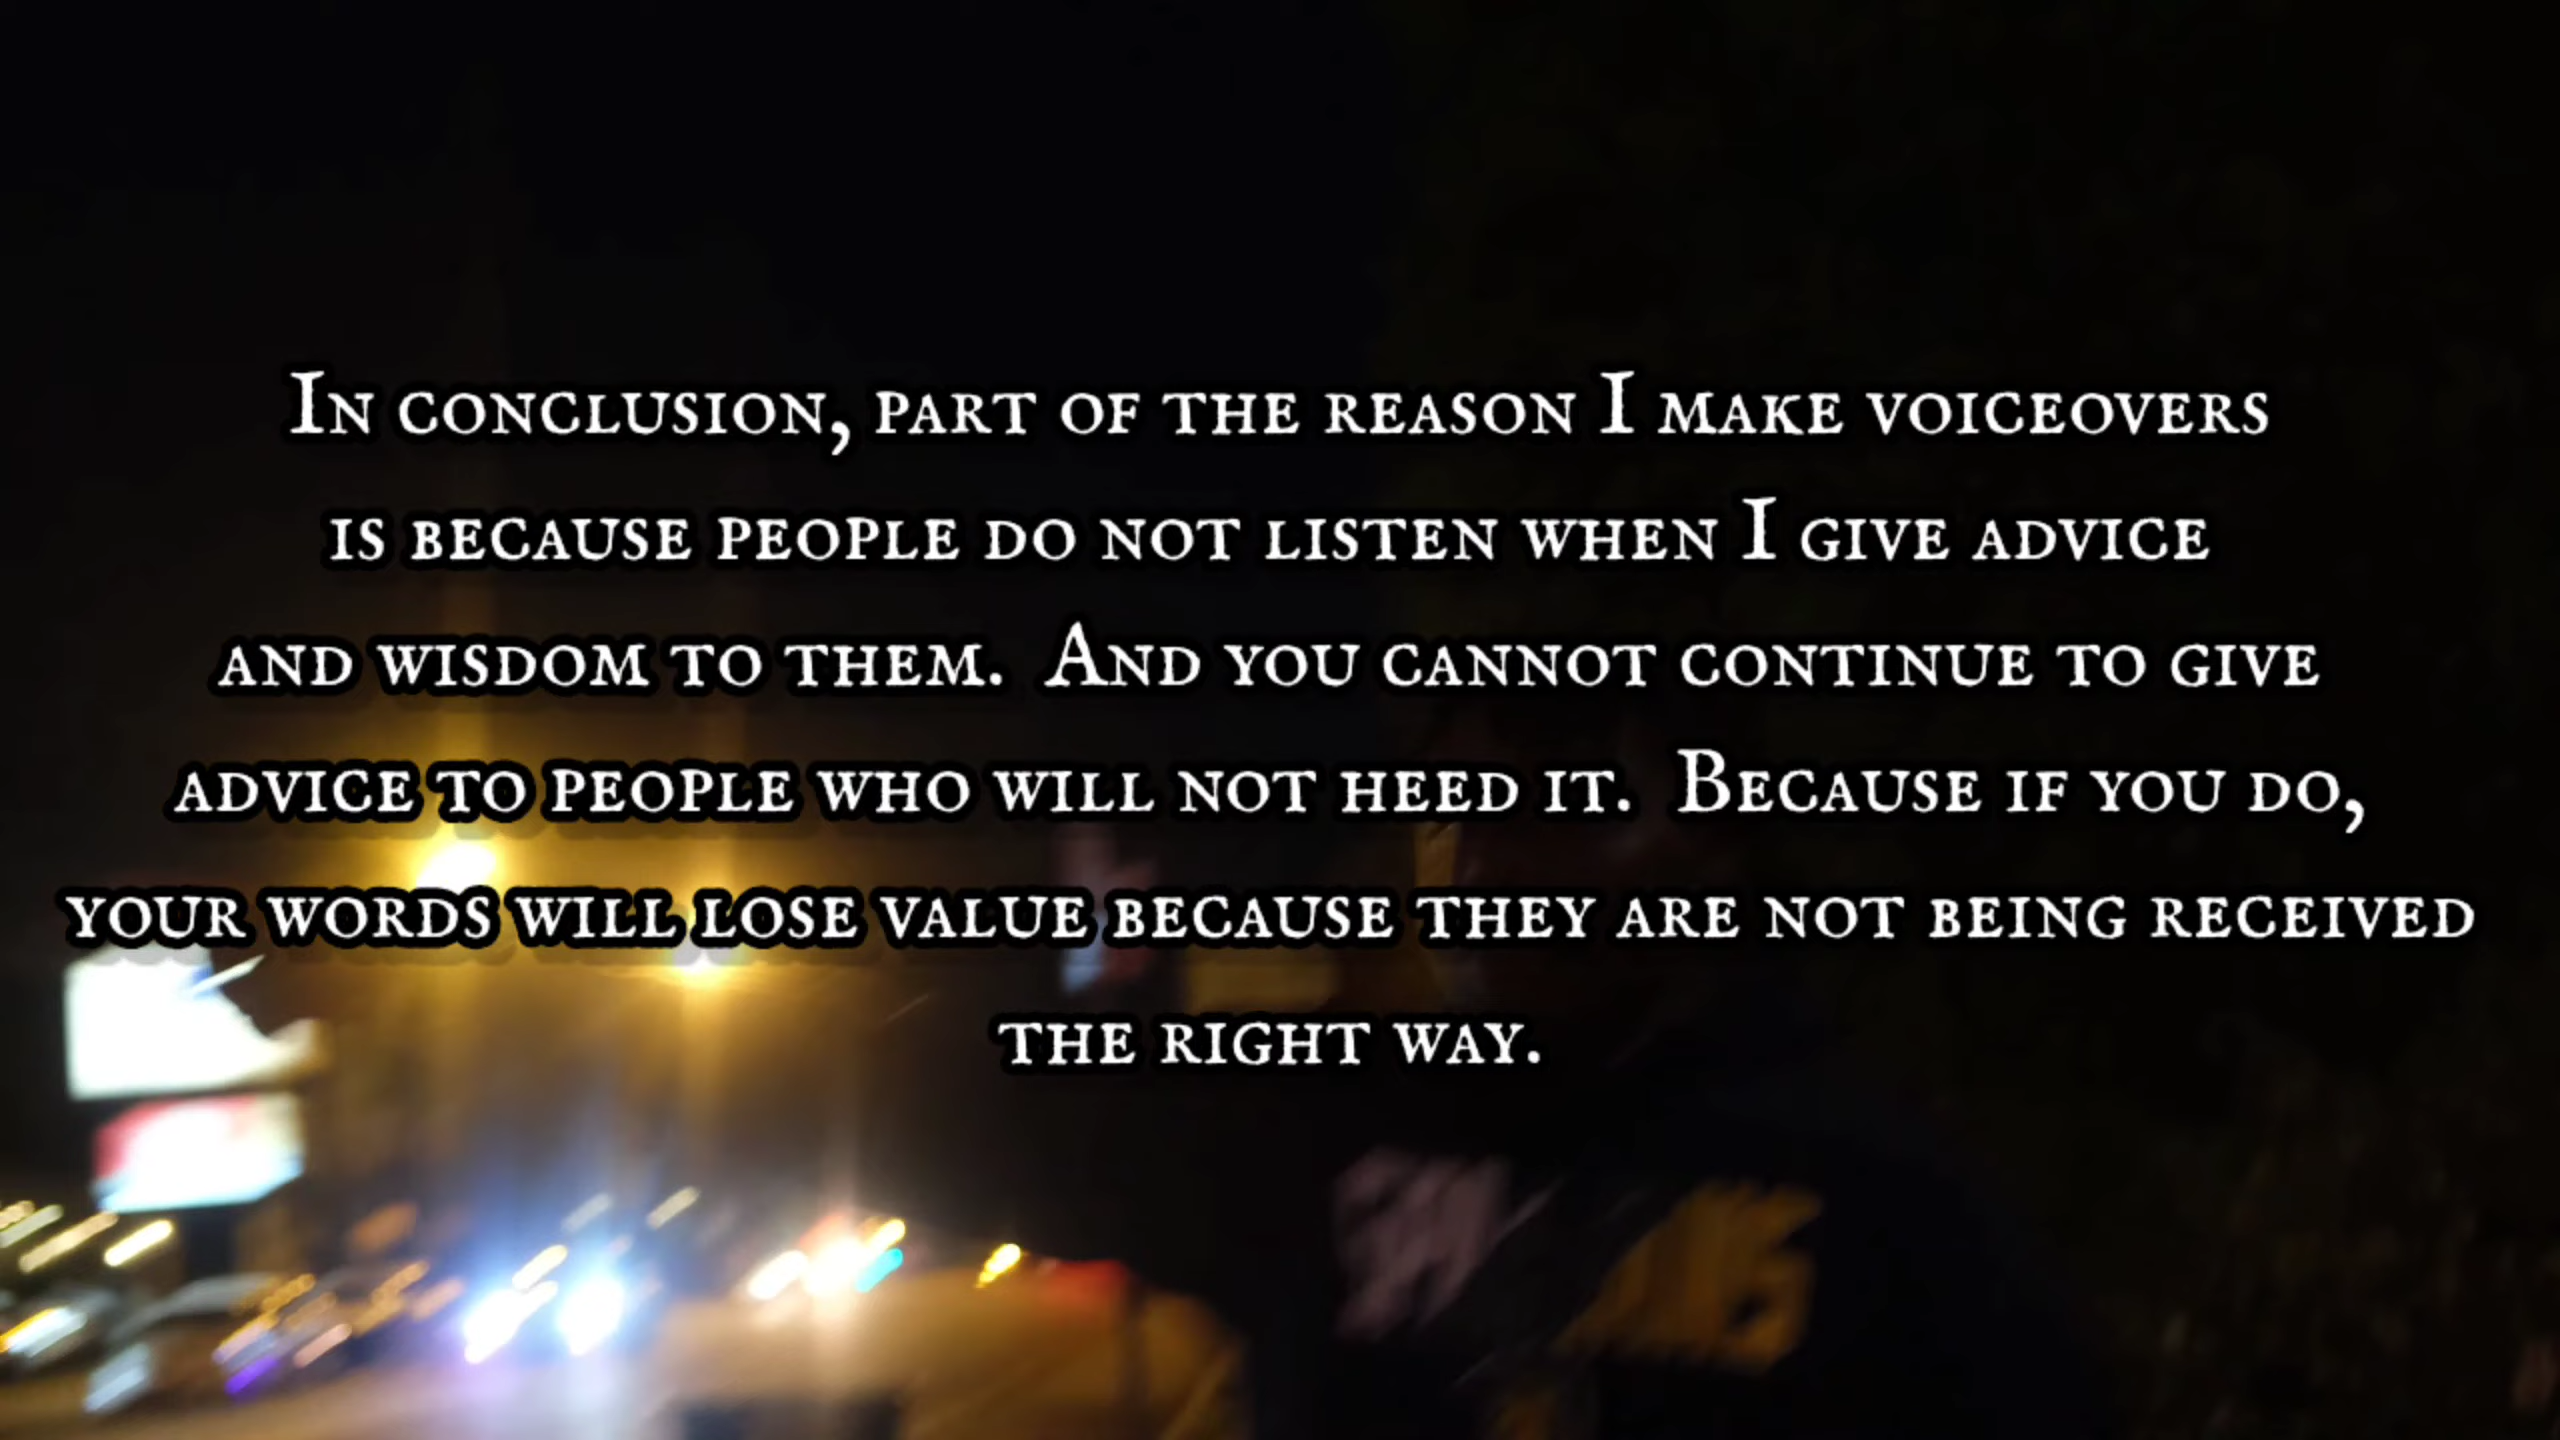 In conclusion, part of the reason I make voiceovers
is because people do not listen when I give advice
and wisdom to them.  And you cannot continue to give
advice to people who will not heed it.  Because if you do,
your words will lose value because they are not being received
the right way.